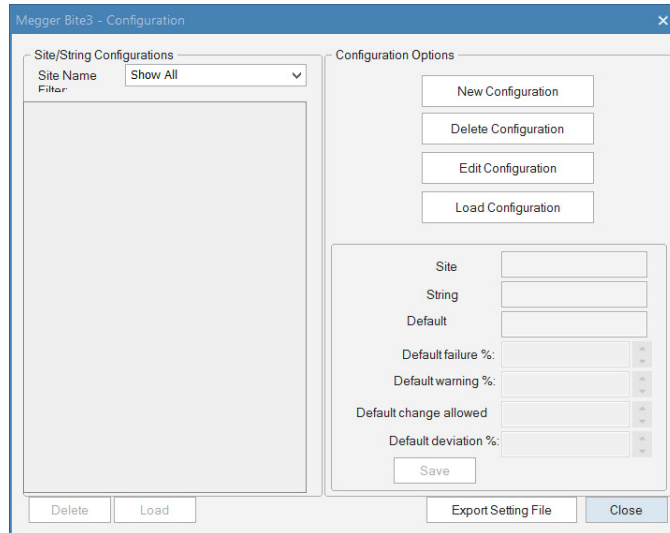 Megger Bite3 - Configuration
Site/String Configurations
Site Name
Filter:
Show All
Configuration Options
New Configuration
Delete Configuration
Edit Configuration
Load Configuration
Site
String
Default
Default failure %:
Default warning %:
Default change allowed
Default deviation %:
Save
Delete
Load
Export Setting File
Close